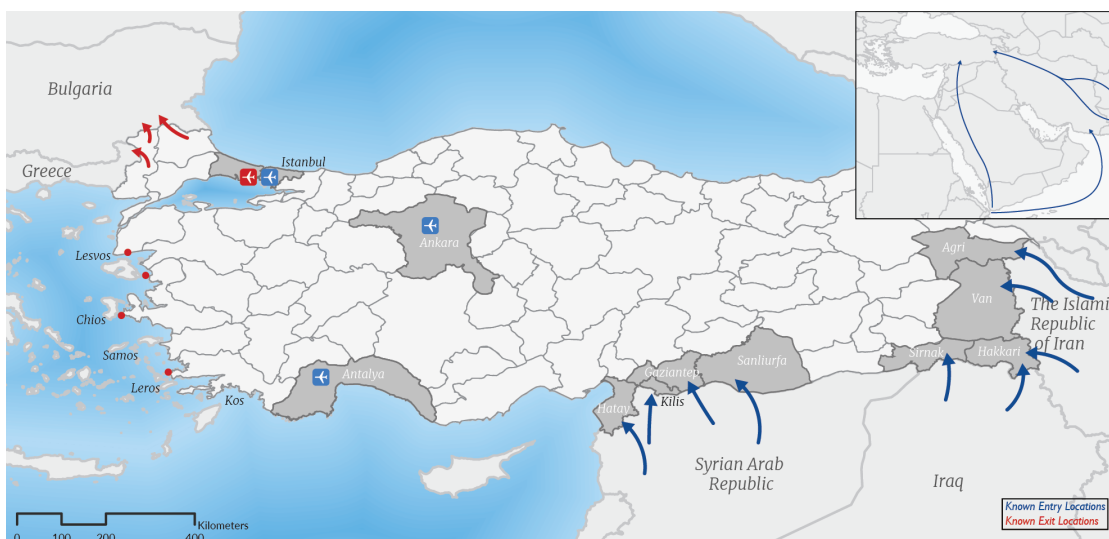 Bulgaria
Greece
Istanbul
Ankara
Lesvos
Chios
Samos
Leros
Kos
Antalya
Agri
Van
The Islami
Republic
of Iran
Sirnak
Hakkari
Sanliurfa
Gaziantep
Kilis
Hatay
Syrian Arab
Republic
Iraq
Kilometers
0 100 200 400
Known Entry Locations
Known Exit Locations